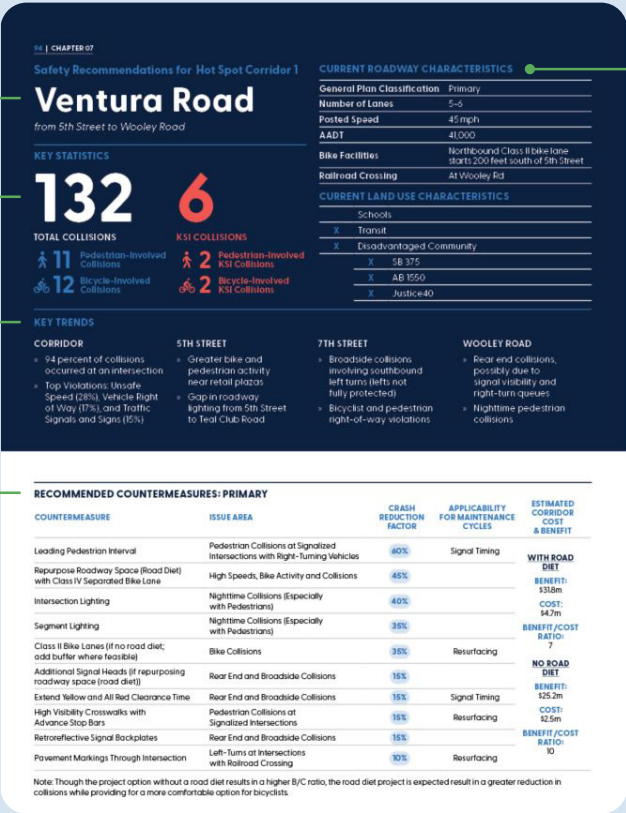 94 | CHAPTER 07
Safety Recommendations for Hot Spot Corridor 1
Ventura Road
from 5th Street to Wooley Road
KEY STATISTICS
132
TOTAL COLLISIONS
11 Pedestrian-Involved
Collisions
12 Bicycle-Involved
Collisions
6
KSI COLLISIONS
2 Pedestrian-Involved
KSI Collisions
2 Bicycle-Involved
KSI Collisions
CURRENT ROADWAY CHARACTERISTICS
General Plan Classification Primary
Number of Lanes 5-6
Posted Speed 45 mph
AADT 41,000
Bike Facilities Northbound Class II bike lane
starts 200 feet south of 5th Street
Railroad Crossing At Wooley Rd
CURRENT LAND USE CHARACTERISTICS
Schools
X Transit
X Disadvantaged Community
X SB 375
X AB 1550
X Justice40
KEY TRENDS
CORRIDOR
» 94 percent of collisions
occurred at an intersection
» Top Violations: Unsafe
Speed (28%), Vehicle Right
of Way (17%), and Traffic
Signals and Signs (15%)
5TH STREET
» Greater bike and
pedestrian activity
near retail plazas
» Gap in roadway
lighting from 5th Street
to Teal Club Road
7TH STREET
» Broadside collisions
involving southbound
left turns (lefts not
fully protected)
» Bicyclist and pedestrian
right-of-way violations
WOOLEY ROAD
» Rear end collisions,
possibly due to
signal visibility and
right-turn queues
» Nighttime pedestrian
collisions
RECOMMENDED COUNTERMEASURES: PRIMARY
COUNTERMEASURE
ISSUE AREA
CRASH
REDUCTION
FACTOR
APPLICABILITY
FOR MAINTENANCE
CYCLES
ESTIMATED
CORRIDOR
COST
& BENEFIT
Leading Pedestrian Interval
Pedestrian Collisions at Signalized
Intersections with Right-Turning Vehicles
60%
Signal Timing
Repurpose Roadway Space (Road Diet)
with Class IV Separated Bike Lane
High Speeds, Bike Activity and Collisions
45%
Intersection Lighting
Nighttime Collisions (Especially
with Pedestrians)
40%
Segment Lighting
Nighttime Collisions (Especially
with Pedestrians)
35%
Class II Bike Lanes (if no road diet;
add buffer where feasible)
Bike Collisions
35%
Resurfacing
Additional Signal Heads (if repurposing
roadway space (road diet))
Rear End and Broadside Collisions
15%
Extend Yellow and All Red Clearance Time
Rear End and Broadside Collisions
15%
Signal Timing
High Visibility Crosswalks with
Advance Stop Bars
Pedestrian Collisions at
Signalized Intersections
15%
Resurfacing
Retroreflective Signal Backplates
Rear End and Broadside Collisions
15%
Pavement Markings Through Intersection
Left-Turns at Intersections
with Railroad Crossing
10%
Resurfacing
WITH ROAD
DIET
BENEFIT:
$31.8m
COST:
$4.7m
BENEFIT/COST
RATIO:
7
NO ROAD
DIET
BENEFIT:
$25.2m
COST:
$2.5m
BENEFIT/COST
RATIO:
10
Note: Though the project option without a road diet results in a higher B/C ratio, the road diet project is expected result in a greater reduction in
collisions while providing for a more comfortable option for bicyclists.